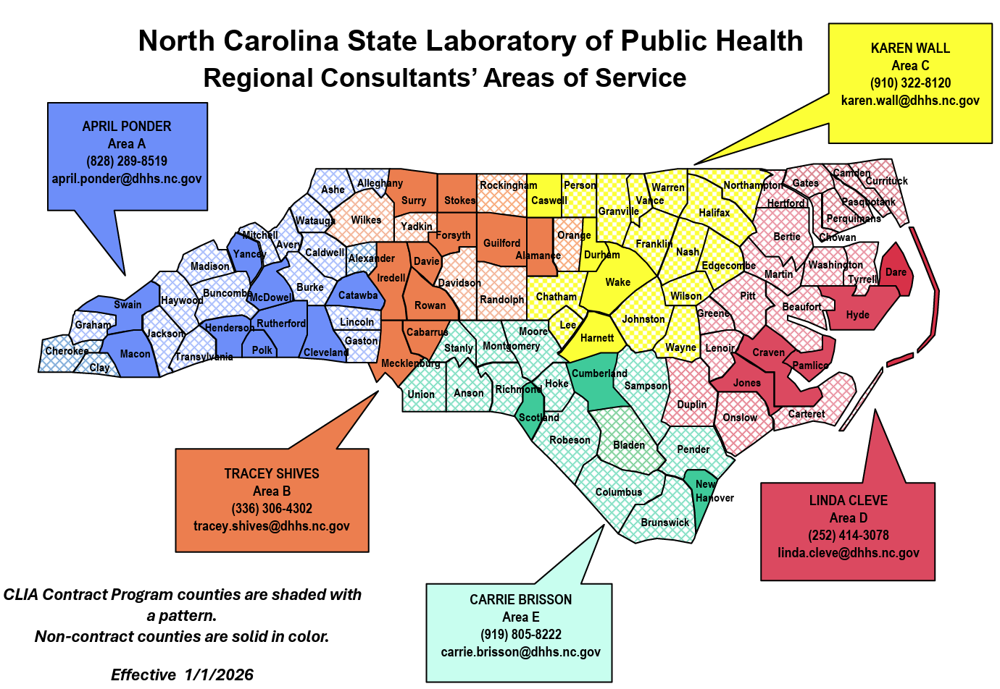 North Carolina State Laboratory of Public Health
Regional Consultants’ Areas of Service
KAREN WALL
Area C
(910) 322-8120
karen.wall@dhhs.nc.gov
APRIL PONDER
Area A
(828) 289-8519
april.ponder@dhhs.nc.gov
Ashe
Alleghany
Surry
Stokes
Rockingham
Caswell
Person
Granville
Vance
Warren
Northampton
Hertford
Gates
Camden
Currituck
Pasquotank
Perquimans
Chowan
Halifax
Bertie
Watauga
Wilkes
Yadkin
Forsyth
Guilford
Alamance
Orange
Durham
Franklin
Nash
Edgecombe
Martin
Washington
Tyrrell
Dare
Mitchell
Avery
Yancey
Caldwell
Alexander
Iredell
Davie
Davidson
Randolph
Chatham
Wake
Wilson
Pitt
Beaufort
Hyde
Madison
Buncombe
McDowell
Burke
Catawba
Rowan
Lee
Johnston
Greene
Swain
Haywood
Graham
Jackson
Henderson
Rutherford
Lincoln
Gaston
Cabarrus
Stanly
Montgomery
Moore
Harnett
Wayne
Lenoir
Craven
Pamlico
Cherokee
Clay
Macon
Transylvania
Polk
Cleveland
Mecklenburg
Union
Anson
Richmond
Hoke
Cumberland
Sampson
Duplin
Jones
Onslow
Carteret
Scotland
Robeson
Bladen
Pender
Columbus
New
Hanover
Brunswick
TRACEY SHIVES
Area B
(336) 306-4302
tracey.shives@dhhs.nc.gov
LINDA CLEVE
Area D
(252) 414-3078
linda.cleve@dhhs.nc.gov
CARRIE BRISSON
Area E
(919) 805-8222
carrie.brisson@dhhs.nc.gov
CLIA Contract Program counties are shaded with
a pattern.
Non-contract counties are solid in color.
Effective  1/1/2026